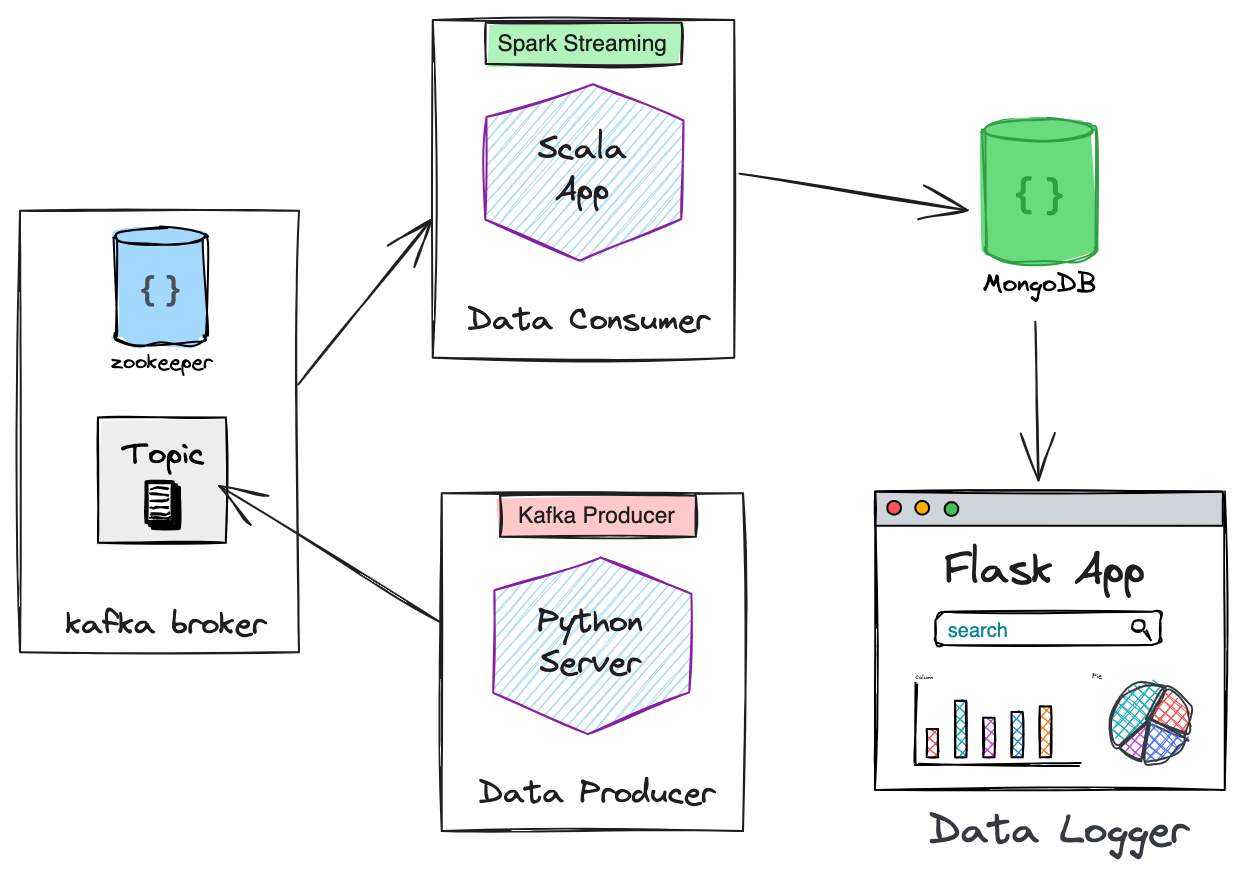 Spark Streaming
Scala
App
Data Consumer
{ }
MongoDB
{ }
zookeeper
Topic
kafka broker
Kafka Producer
Python
Server
Data Producer
Flask App
search
Column
Pie
Data Logger